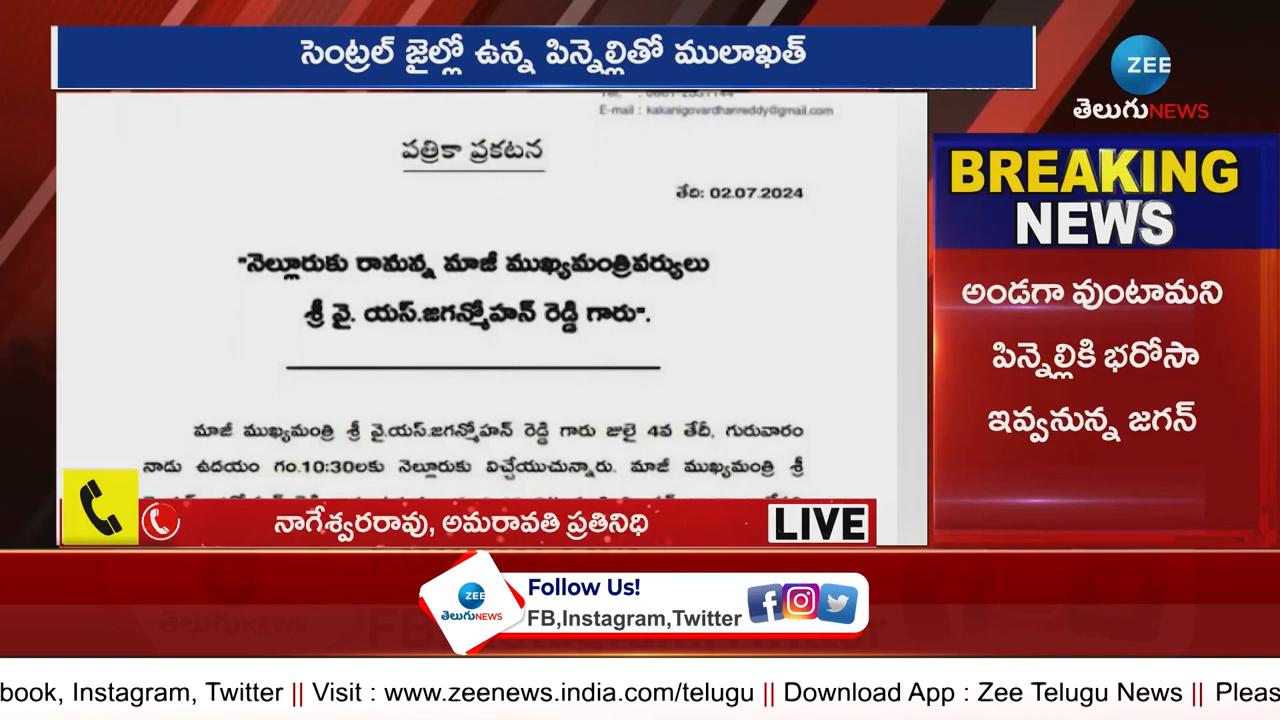 సెంట్రల్ జైల్లో ఉన్న పిన్నెల్లితో ములాఖత్
ZEE
తెలుగు NEWS
E-mail : kakanigovardhanreddy@gmail.com
పత్రికా ప్రకటన
తేది: 02.07.2024
"నెల్లూరుకు రానున్న మాజీ ముఖ్యమంత్రివర్యులు
శ్రీ వై. యస్.జగన్మోహన్ రెడ్డి గారు".
మాజీ ముఖ్యమంత్రి శ్రీ వై.యస్.జగన్మోహన్ రెడ్డి గారు జులై 4వ తేదీ, గురువారం
నాడు ఉదయం గం.10:30లకు నెల్లూరుకు విచ్చేయుచున్నారు. మాజీ ముఖ్యమంత్రి శ్రీ
BREAKING
NEWS
అండగా వుంటామని
పిన్నెల్లికి భరోసా
ఇవ్వనున్న జగన్
నాగేశ్వరరావు, అమరావతి ప్రతినిధి
LIVE
ZEE
తెలుగు NEWS
Follow Us!
FB,Instagram,Twitter
book, Instagram, Twitter || Visit : www.zeenews.india.com/telugu || Download App : Zee Telugu News || Pleas